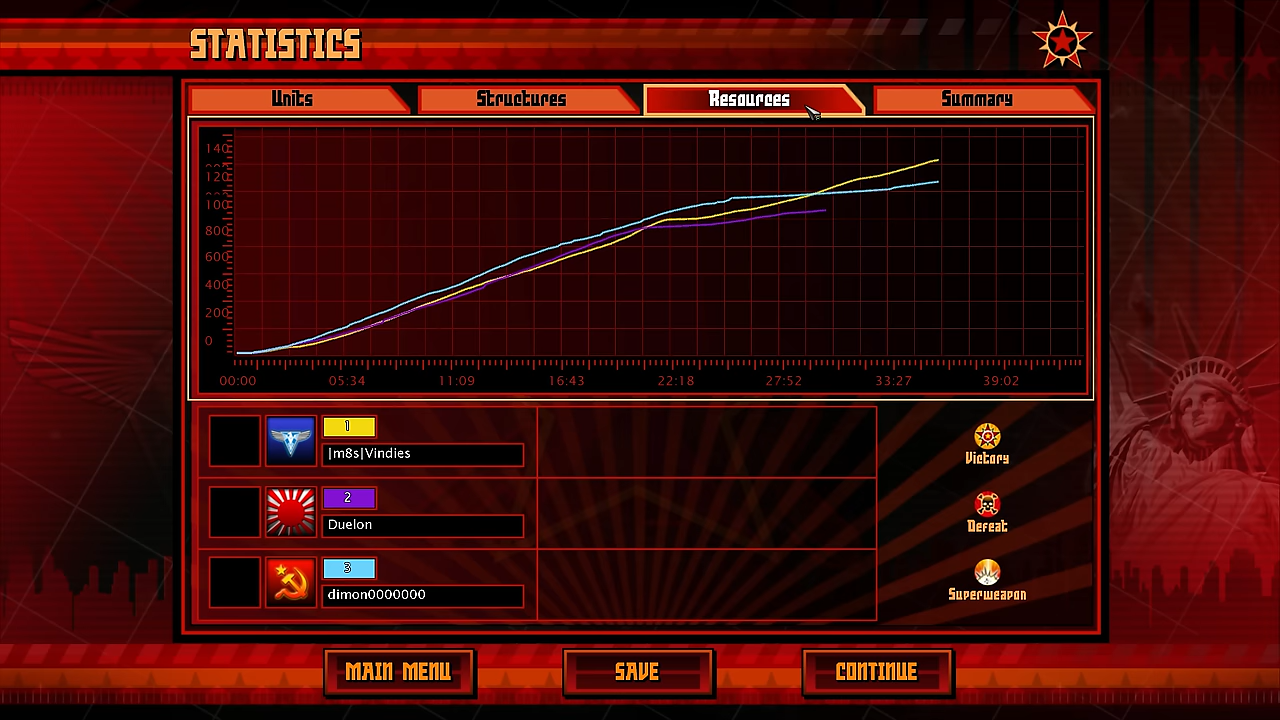 STATISTICS
Units Structures Resources Summary
140
120
100
800
600
400
200
0
00:00 05:34 11:09 16:43 22:18 27:52 33:27 39:02
1
|m8s|Vindies
Victory
2
Duelon
Defeat
3
dimon0000000
Superweapon
MAIN MENU SAVE CONTINUE